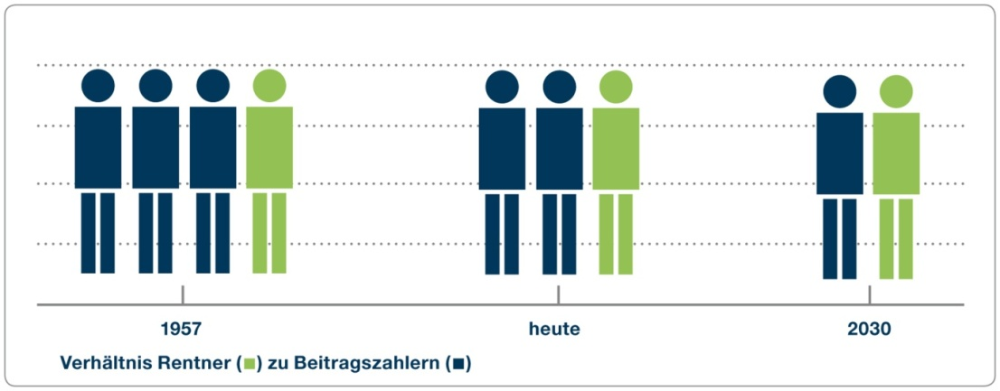 1957 heute 2030
Verhältnis Rentner (■) zu Beitragszahlern (■)